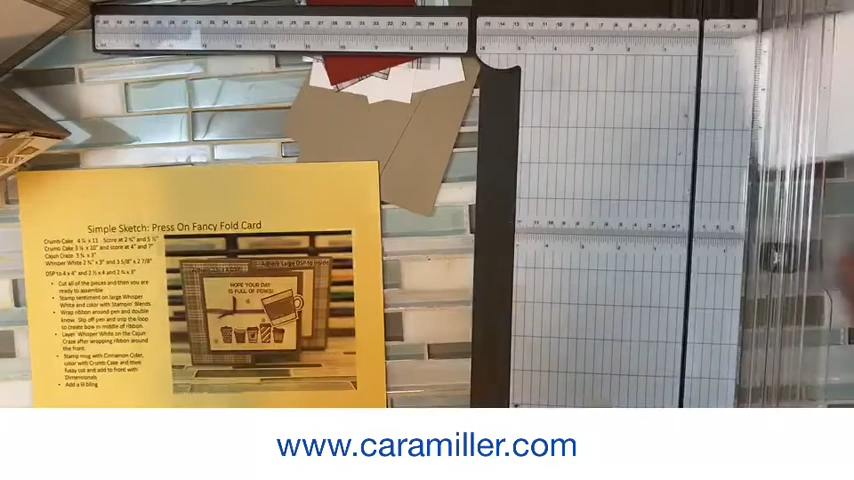 Simple Sketch: Press On Fancy Fold Card
Crumb Cake 4 ¼ x 11 Score at 2 ¾" and 5 ½"
Crumb Cake 3 ½ x 10" and score at 4" and 7"
Cajun Craze 3 ¾ x 3"
Whisper White 2 ¾" x 3" and 3 5/8" x 2 7/8"
DSP to 4 x 4" and 2 ½ x 4 and 2 ¾ x 3"
• Cut all of the pieces and then you are
ready to assemble
• Stamp sentiment on large Whisper
White and color with Stampin' Blends
• Wrap ribbon around pen and double
know. Slip off pen and snip the loop
to create bow in middle of ribbon.
• Layer Whisper White on the Cajun
Craze after wrapping ribbon around
the front.
• Stamp mug with Cinnamon Cider,
color with Crumb Cake and then
fussy cut and add to front with
Dimensionals
• Add a lil bling
Adhere Large DSP to Inside
HOPE YOUR DAY
IS FULL OF PERKS!
www.caramiller.com